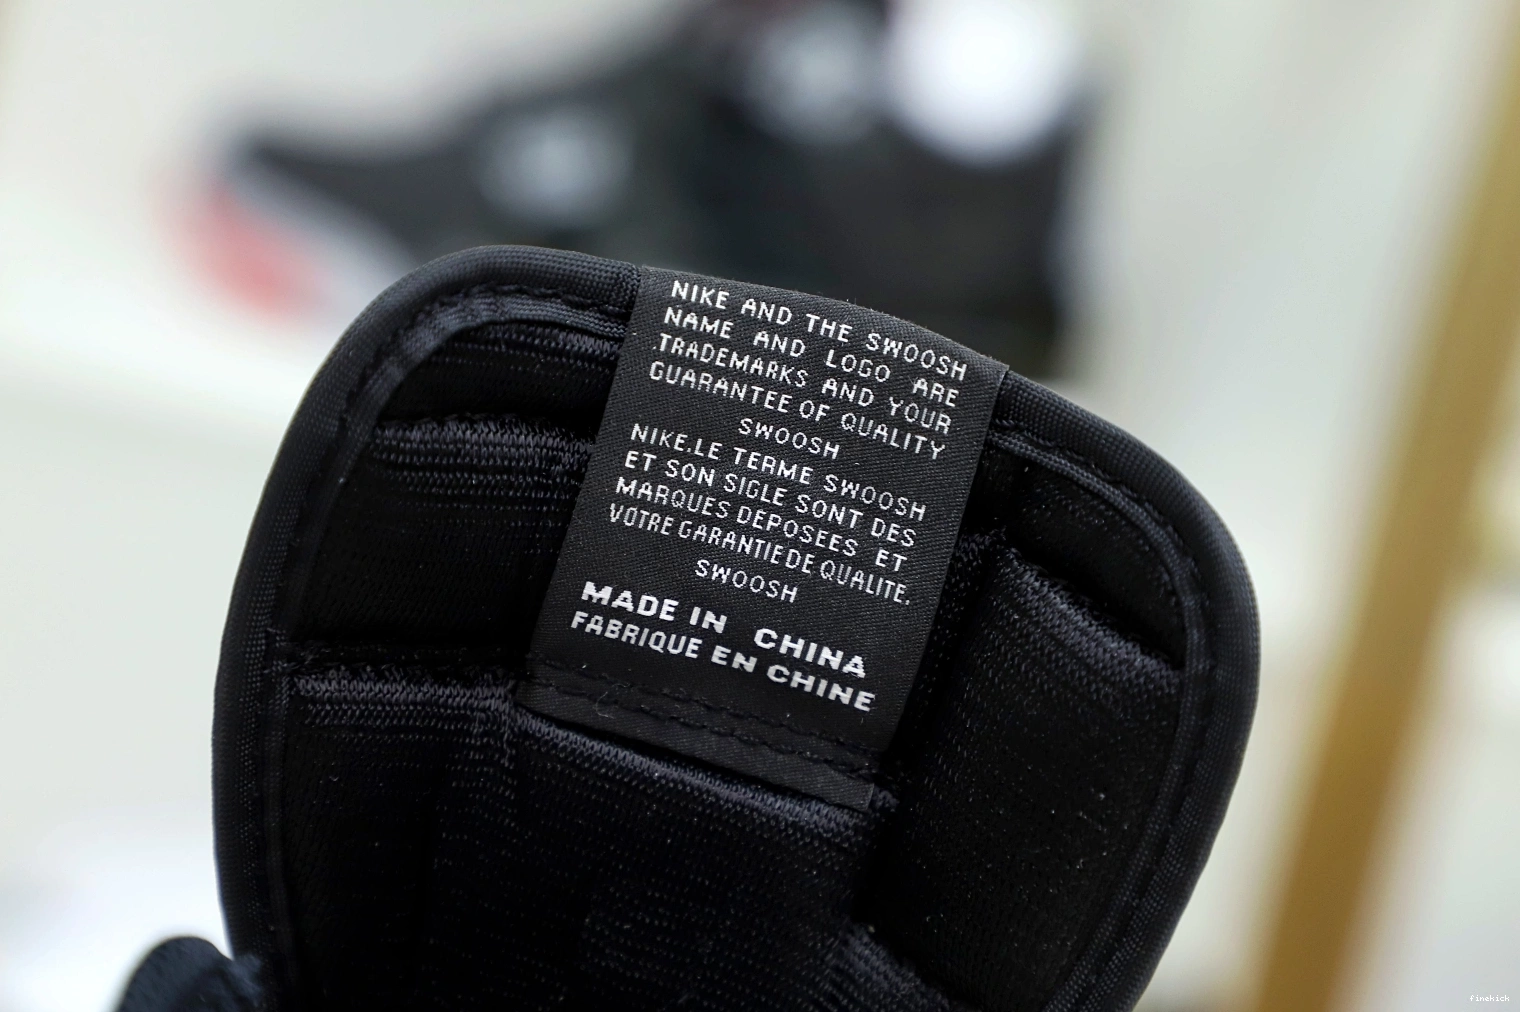 NIKE AND THE SWOOSH
NAME AND LOGO ARE
.TRADEMARKS AND YOUR
GUARANTEE OF QUALITY
SWOOSH
NIKE.LE TERME SWOOSH
ET SON SIGLE SONT DES
MARQUES DEPOSEES ET
VOTRE GARANTIE DE QUALITE.
SWOOSH
MADE IN CHINA
FABRIQUE EN CHINE
finekick